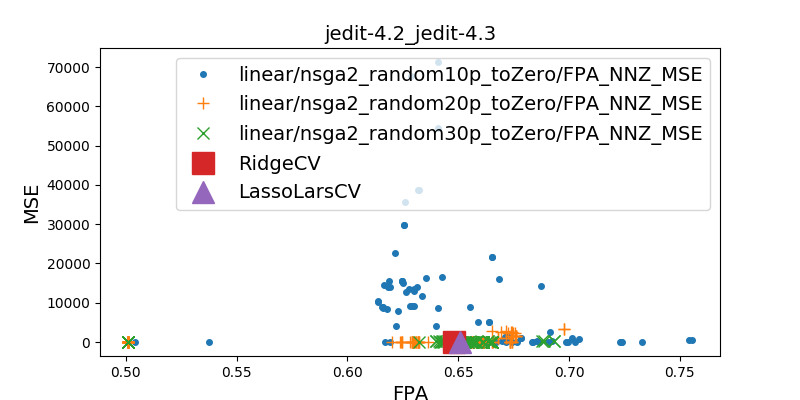 jedit-4.2_jedit-4.3
70000
60000
50000
40000
30000
20000
10000
0
MSE
linear/nsga2_random10p_toZero/FPA_NNZ_MSE
linear/nsga2_random20p_toZero/FPA_NNZ_MSE
linear/nsga2_random30p_toZero/FPA_NNZ_MSE
RidgeCV
LassoLarsCV
0.50 0.55 0.60 0.65 0.70 0.75
FPA